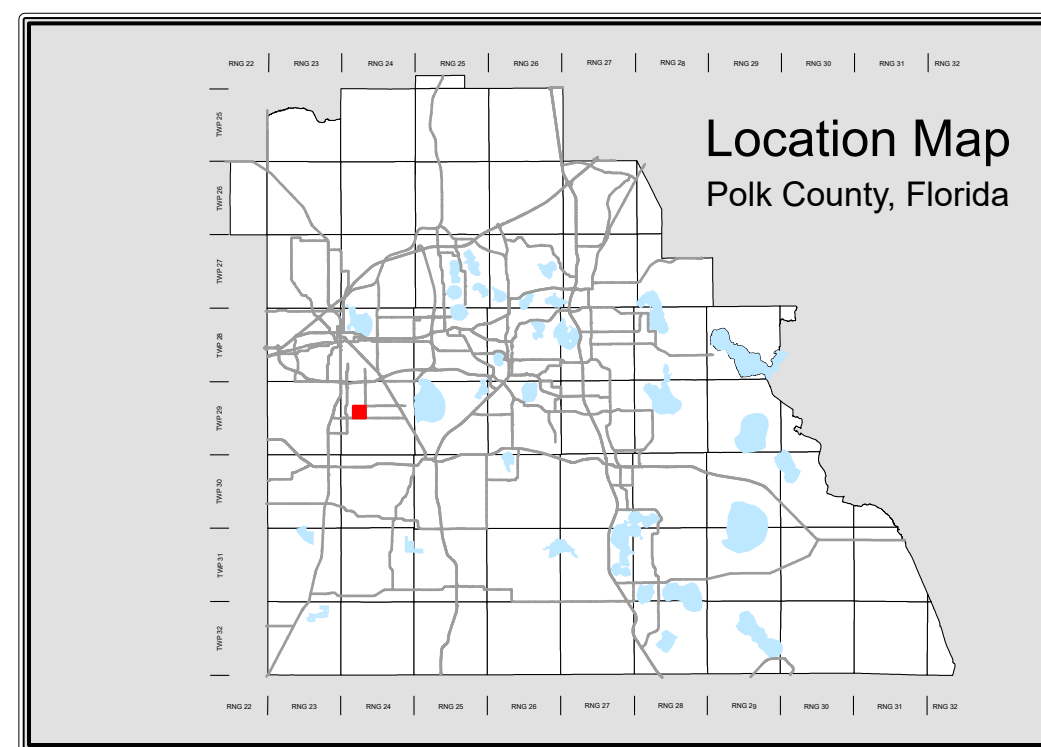 RNG 22 RNG 23 RNG 24 RNG 25 RNG 26 RNG 27 RNG 28 RNG 29 RNG 30 RNG 31 RNG 32
Location Map
Polk County, Florida
TWP 25
TWP 26
TWP 27
TWP 28
TWP 29
TWP 30
TWP 31
TWP 32
RNG 22 RNG 23 RNG 24 RNG 25 RNG 26 RNG 27 RNG 28 RNG 29 RNG 30 RNG 31 RNG 32